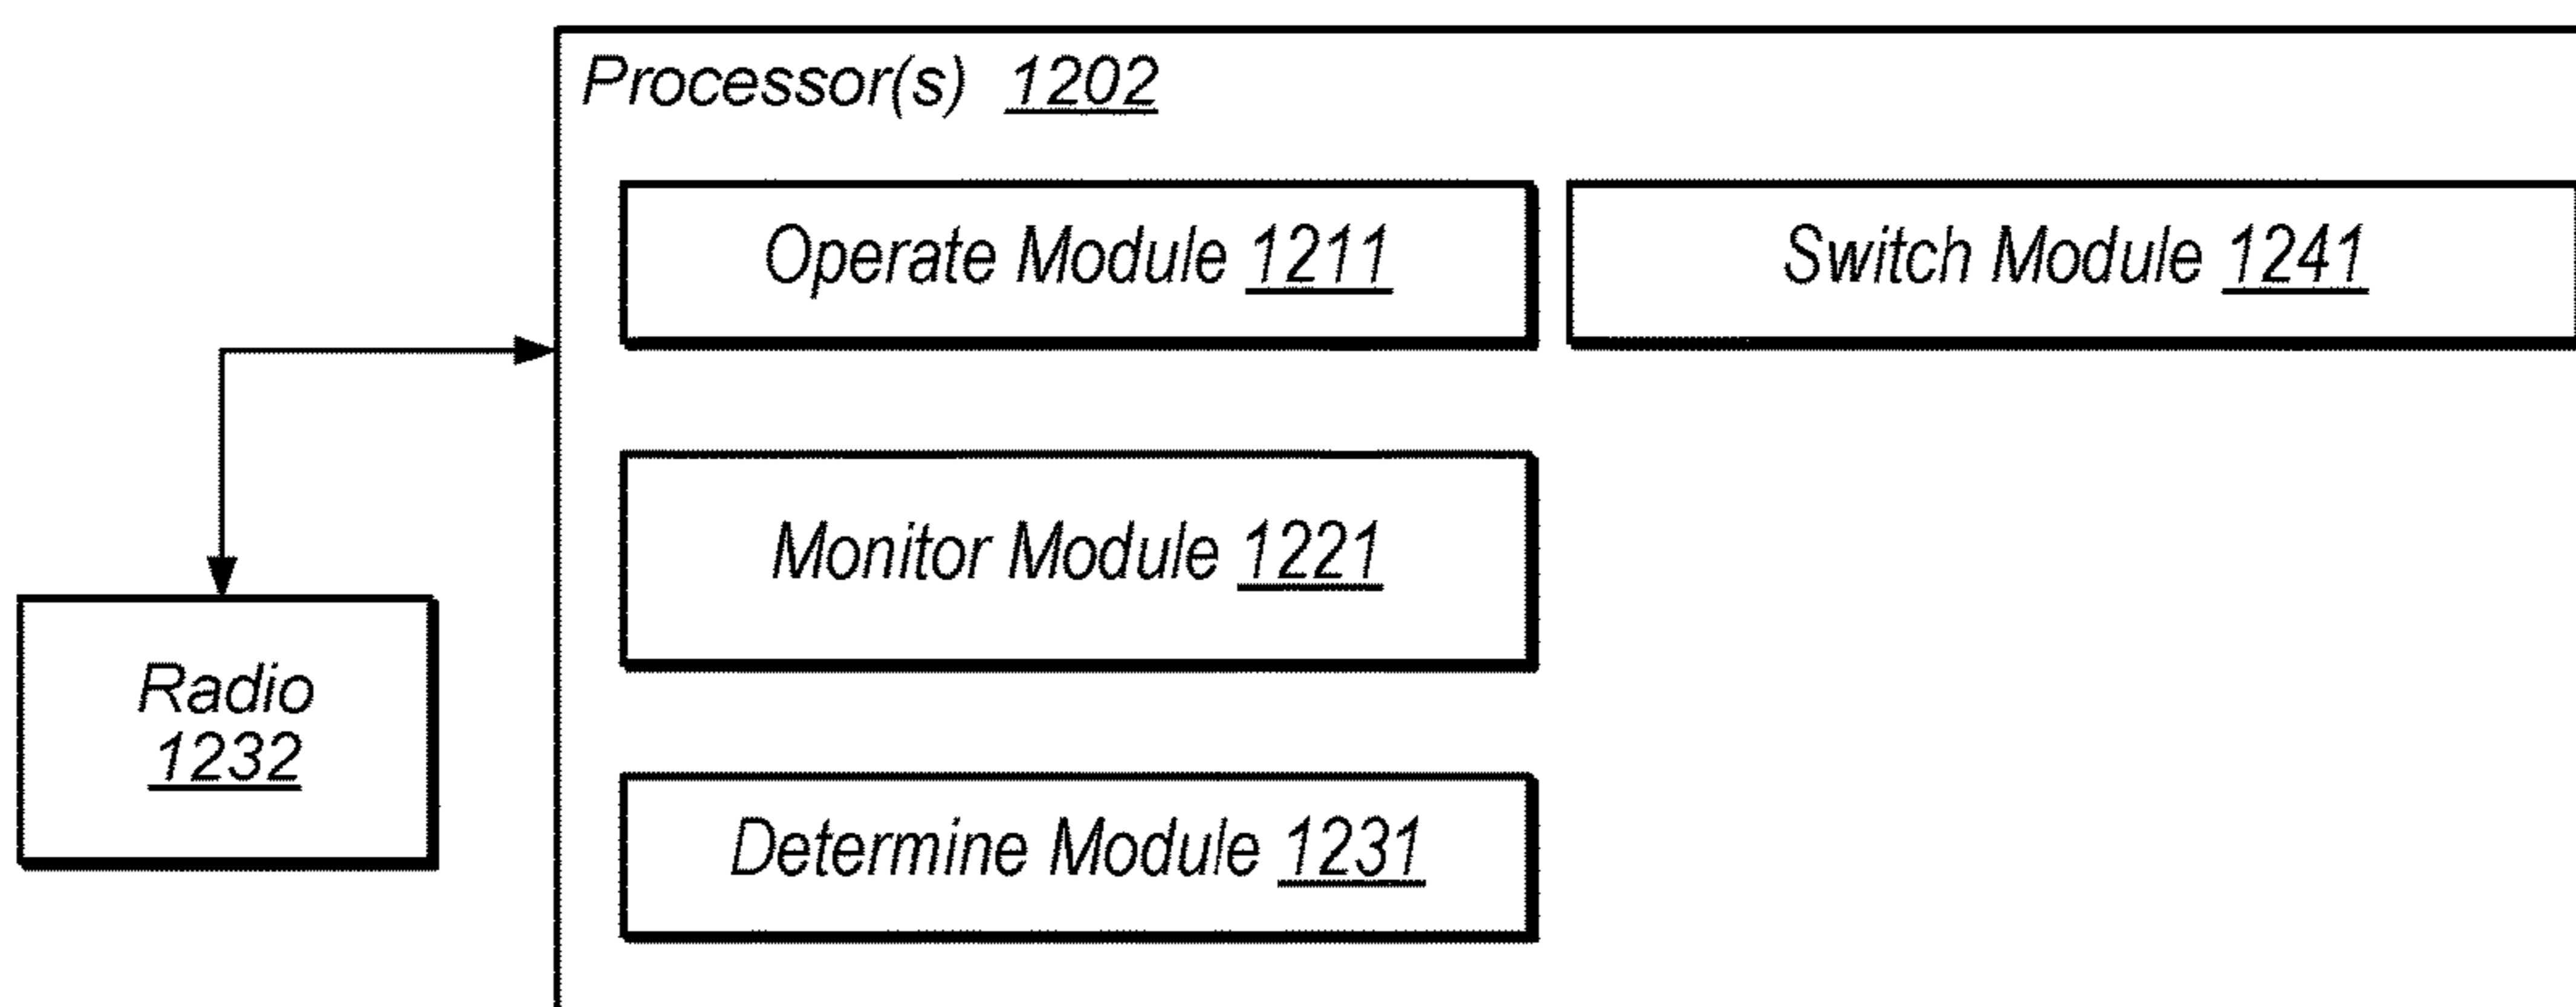 Processor(s) 1202
Operate Module 1211
Switch Module 1241
Monitor Module 1221
Radio
1232
Determine Module 1231